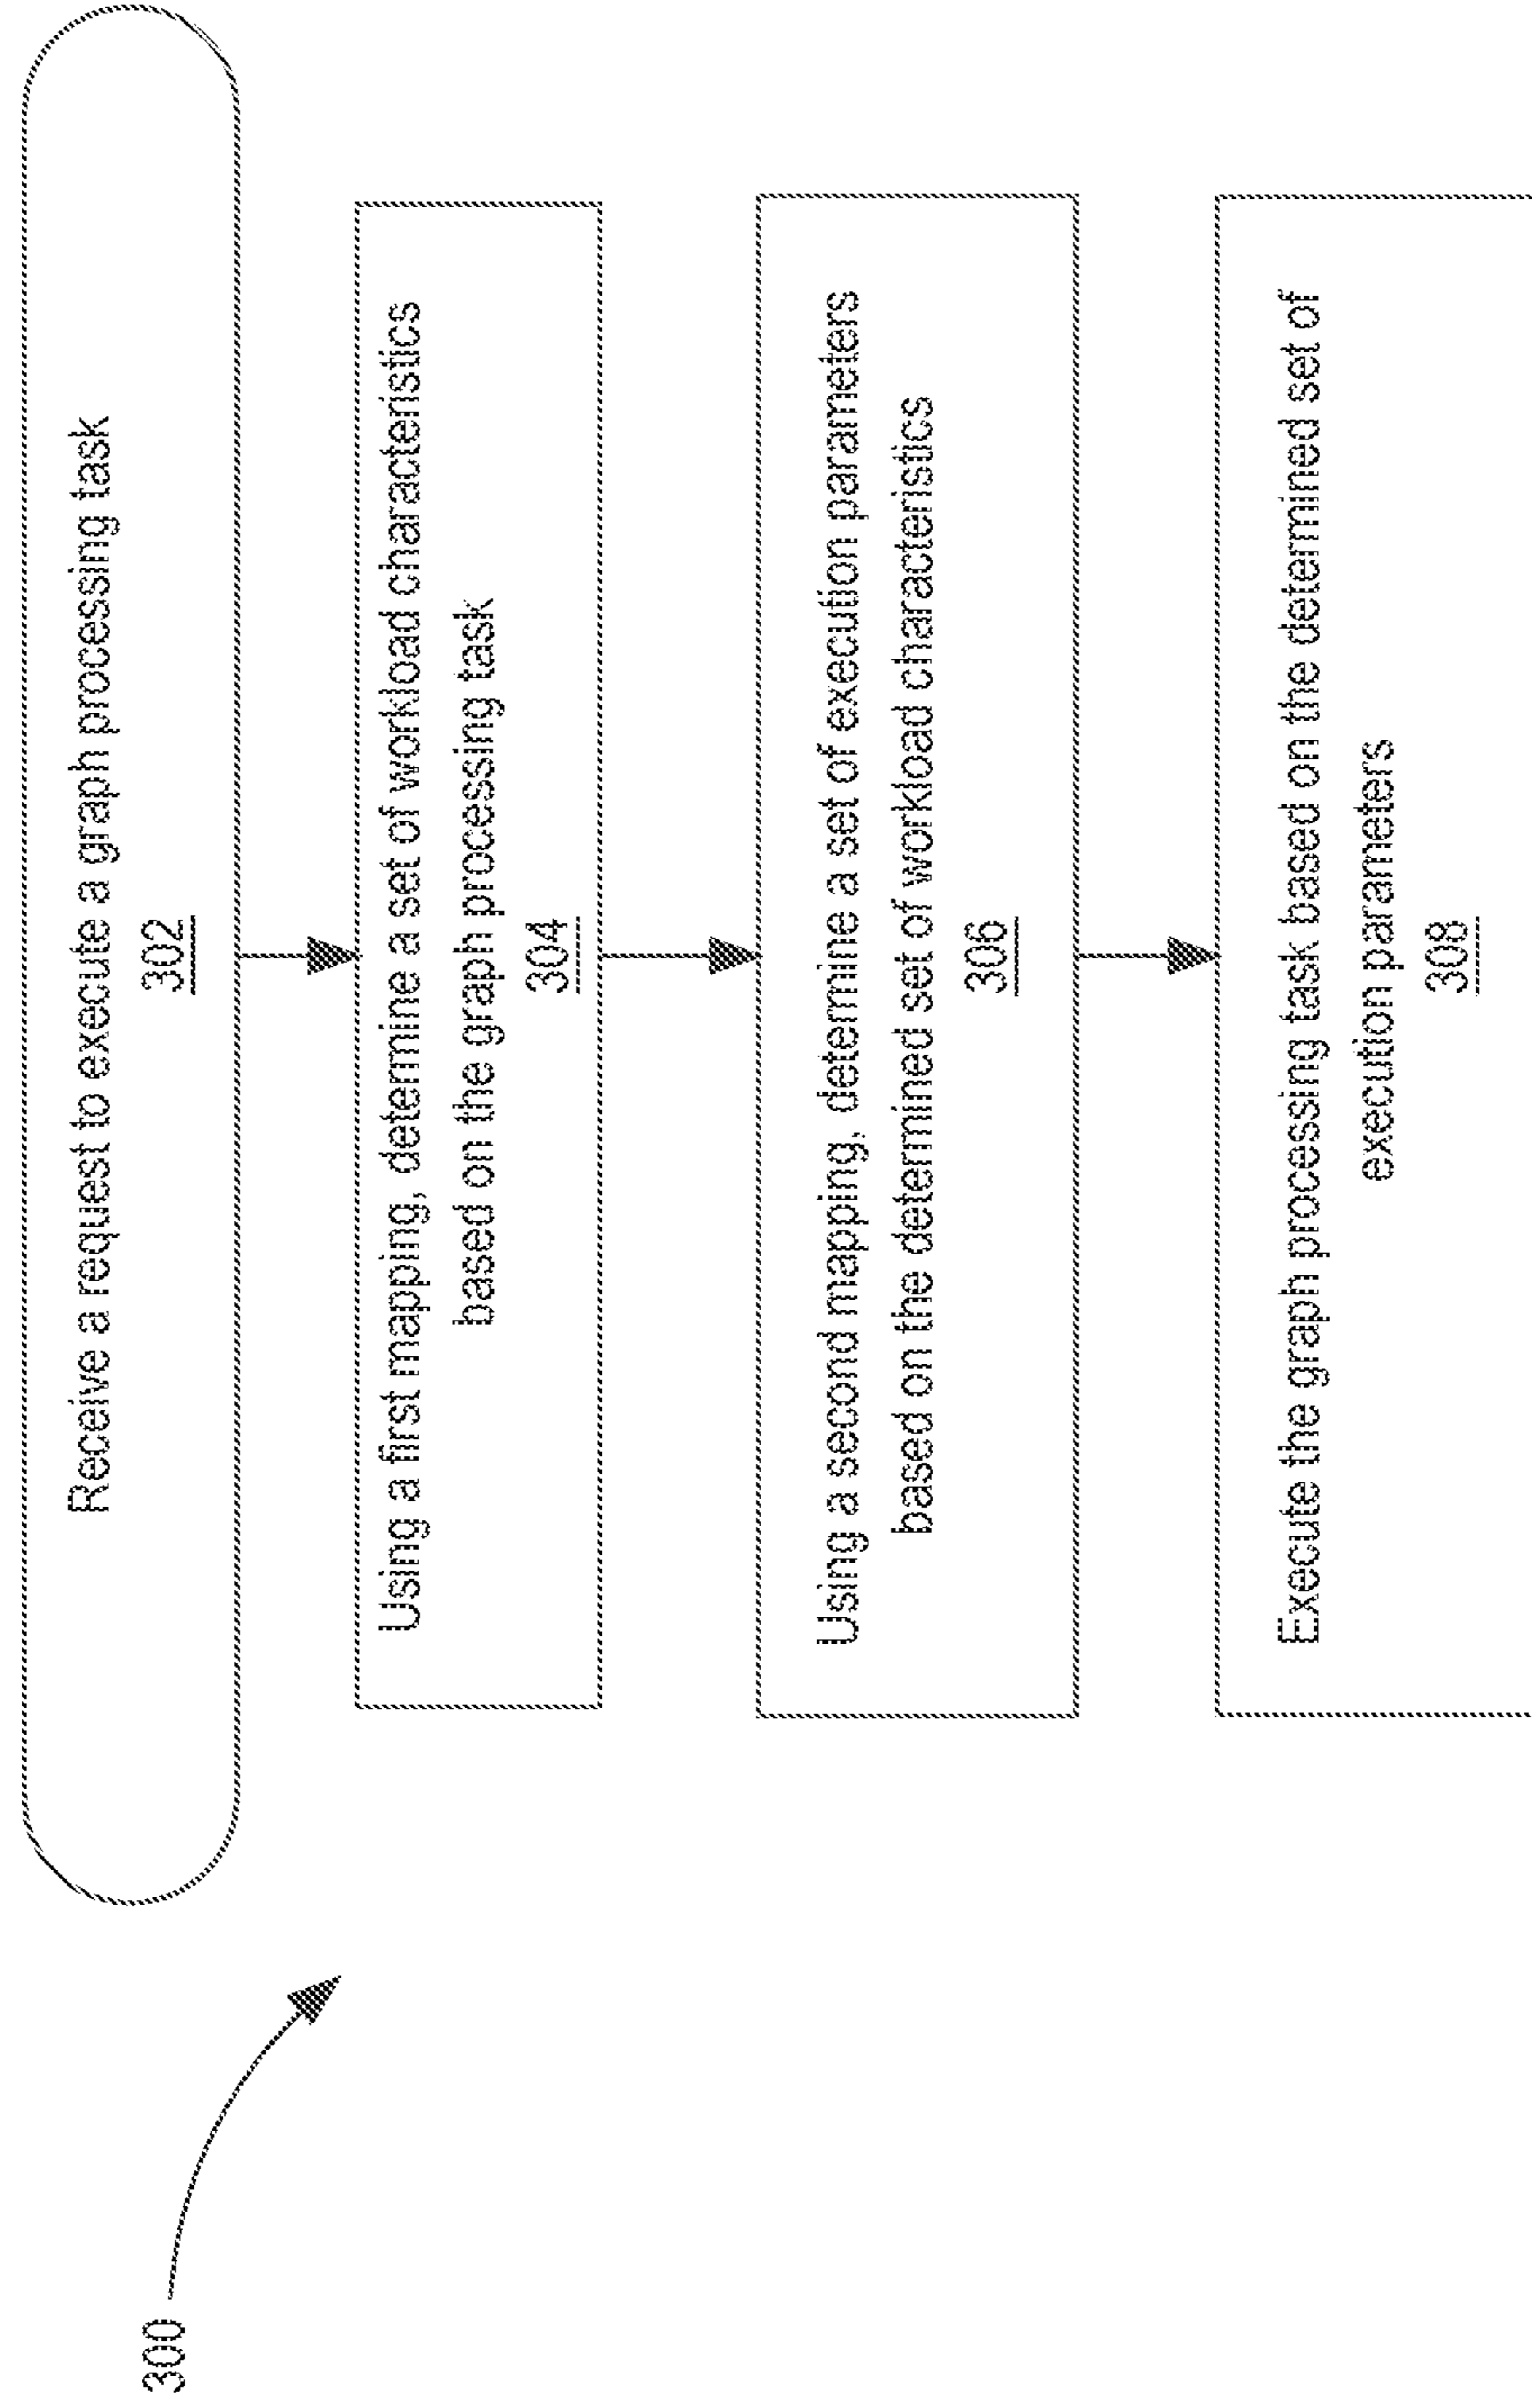 300
Receive a request to execute a graph processing task
302
Using a first mapping, determine a set of workload characteristics
based on the graph processing task
304
Using a second mapping, determine a set of execution parameters
based on the determined set of workload characteristics
306
Execute the graph processing task based on the determined set of
execution parameters
308